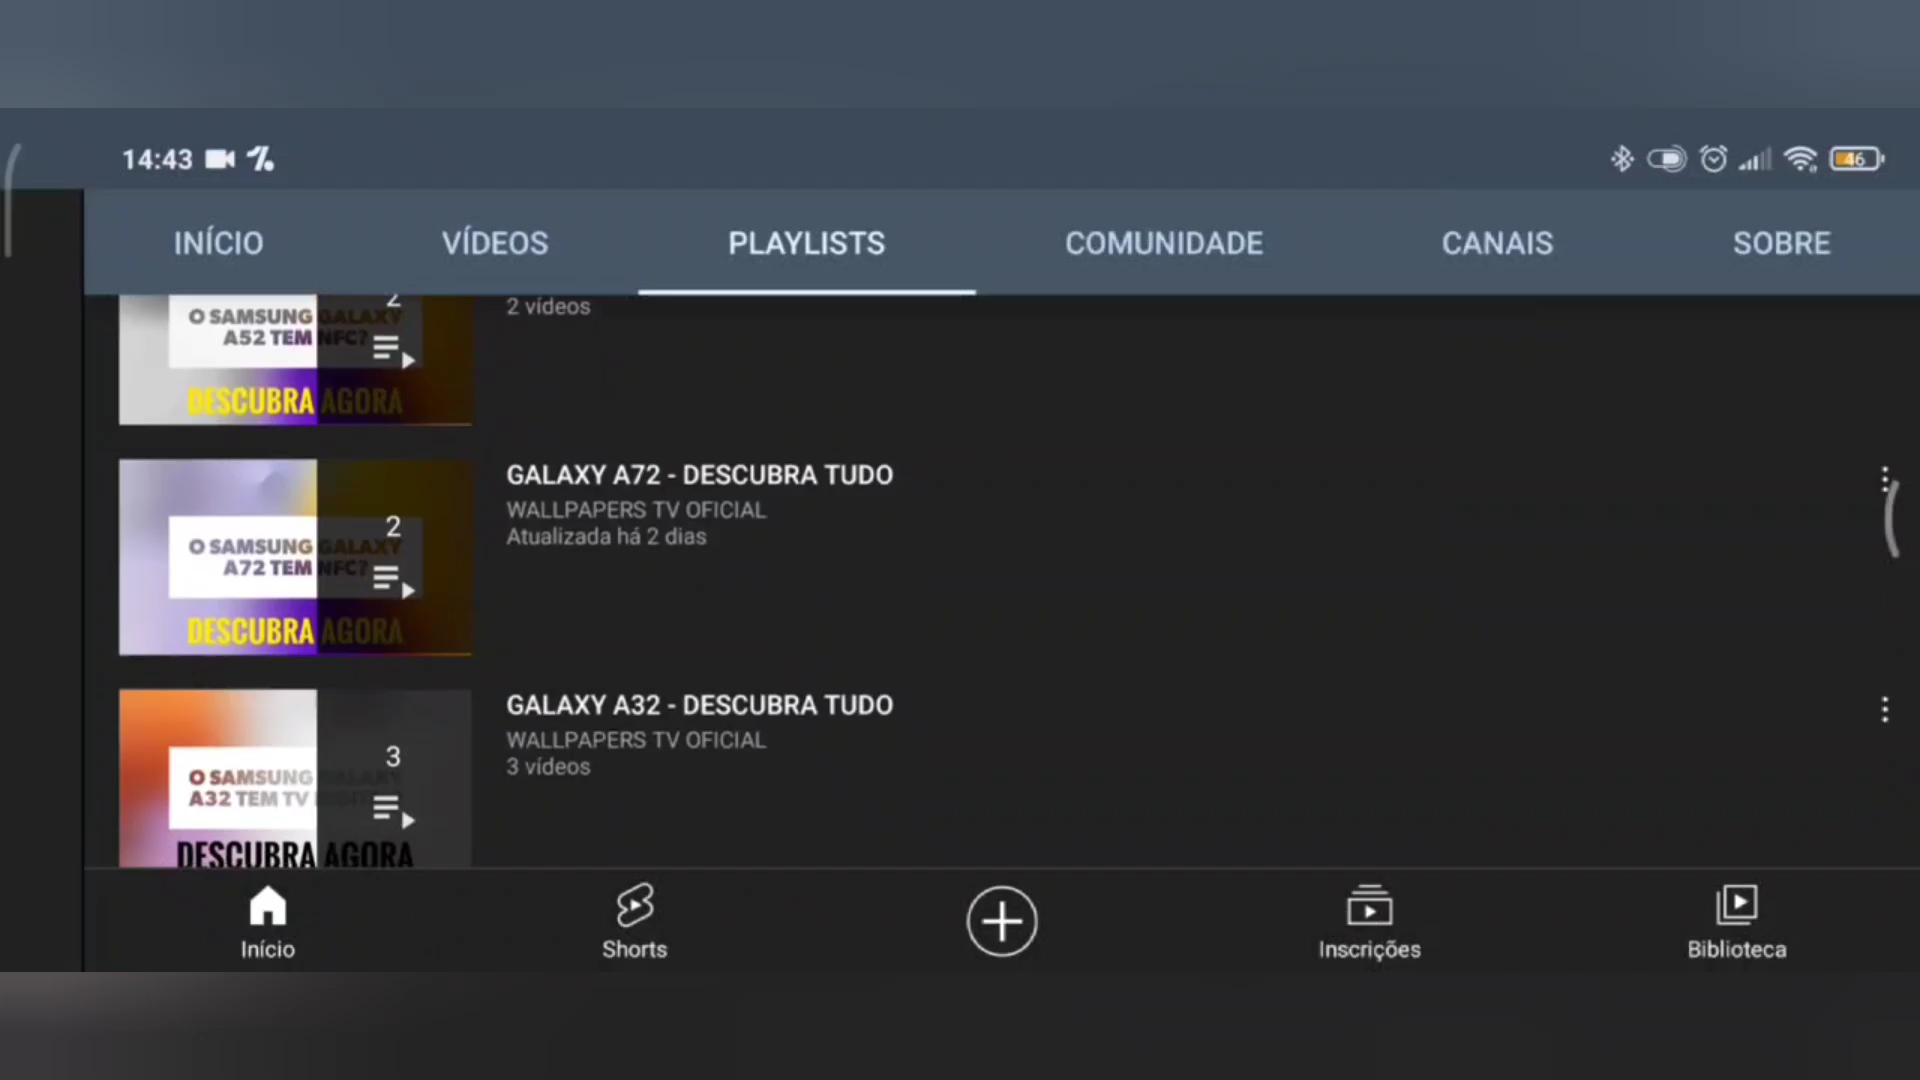 14:43
46
INÍCIO
VÍDEOS
PLAYLISTS
COMUNIDADE
CANAIS
SOBRE
2
O SAMSUNG GALAXY
A52 TEM NFC?
DESCUBRA AGORA
2 vídeos
2
O SAMSUNG GALAXY
A72 TEM NFC?
DESCUBRA AGORA
GALAXY A72 - DESCUBRA TUDO
WALLPAPERS TV OFICIAL
Atualizada há 2 dias
3
O SAMSUNG GALAXY
A32 TEM TV
DESCUBRA AGORA
GALAXY A32 - DESCUBRA TUDO
WALLPAPERS TV OFICIAL
3 vídeos
Início
Shorts
Inscrições
Biblioteca